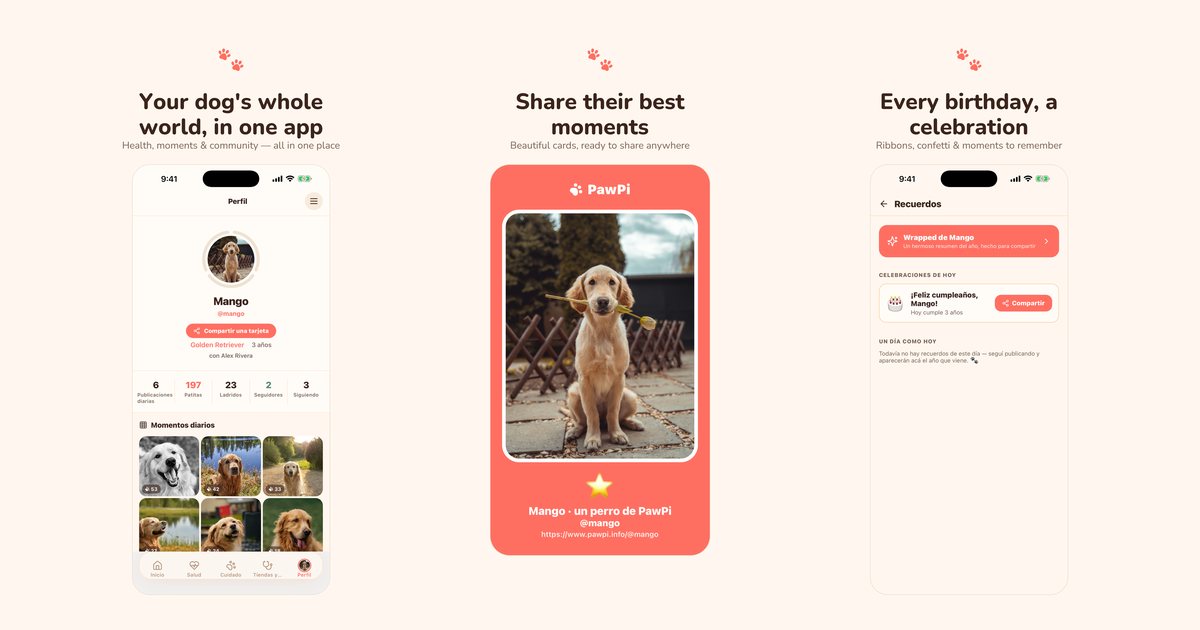 Your dog's whole
world, in one app
Health, moments & community — all in one place
9:41
Perfil
Mango
@mango
Compartir una tarjeta
Golden Retriever 3 años
con Alex Rivera
6 197 23 2 3
Publicaciones diarias Patitas Ladridos Seguidores Siguiendo
Momentos diarios
53 42 33
Inicio Salud Cuidado Tiendas y... Perfil
Share their best
moments
Beautiful cards, ready to share anywhere
PawPi
Mango · un perro de PawPi
@mango
https://www.pawpi.info/@mango
Every birthday, a
celebration
Ribbons, confetti & moments to remember
9:41
Recuerdos
Wrapped de Mango
Un hermoso resumen del año, hecho para compartir
CELEBRACIONES DE HOY
¡Feliz cumpleaños,
Mango!
Hoy cumple 3 años
Compartir
UN DÍA COMO HOY
Todavía no hay recuerdos de este día — seguí publicando y
aparecerán acá el año que viene.